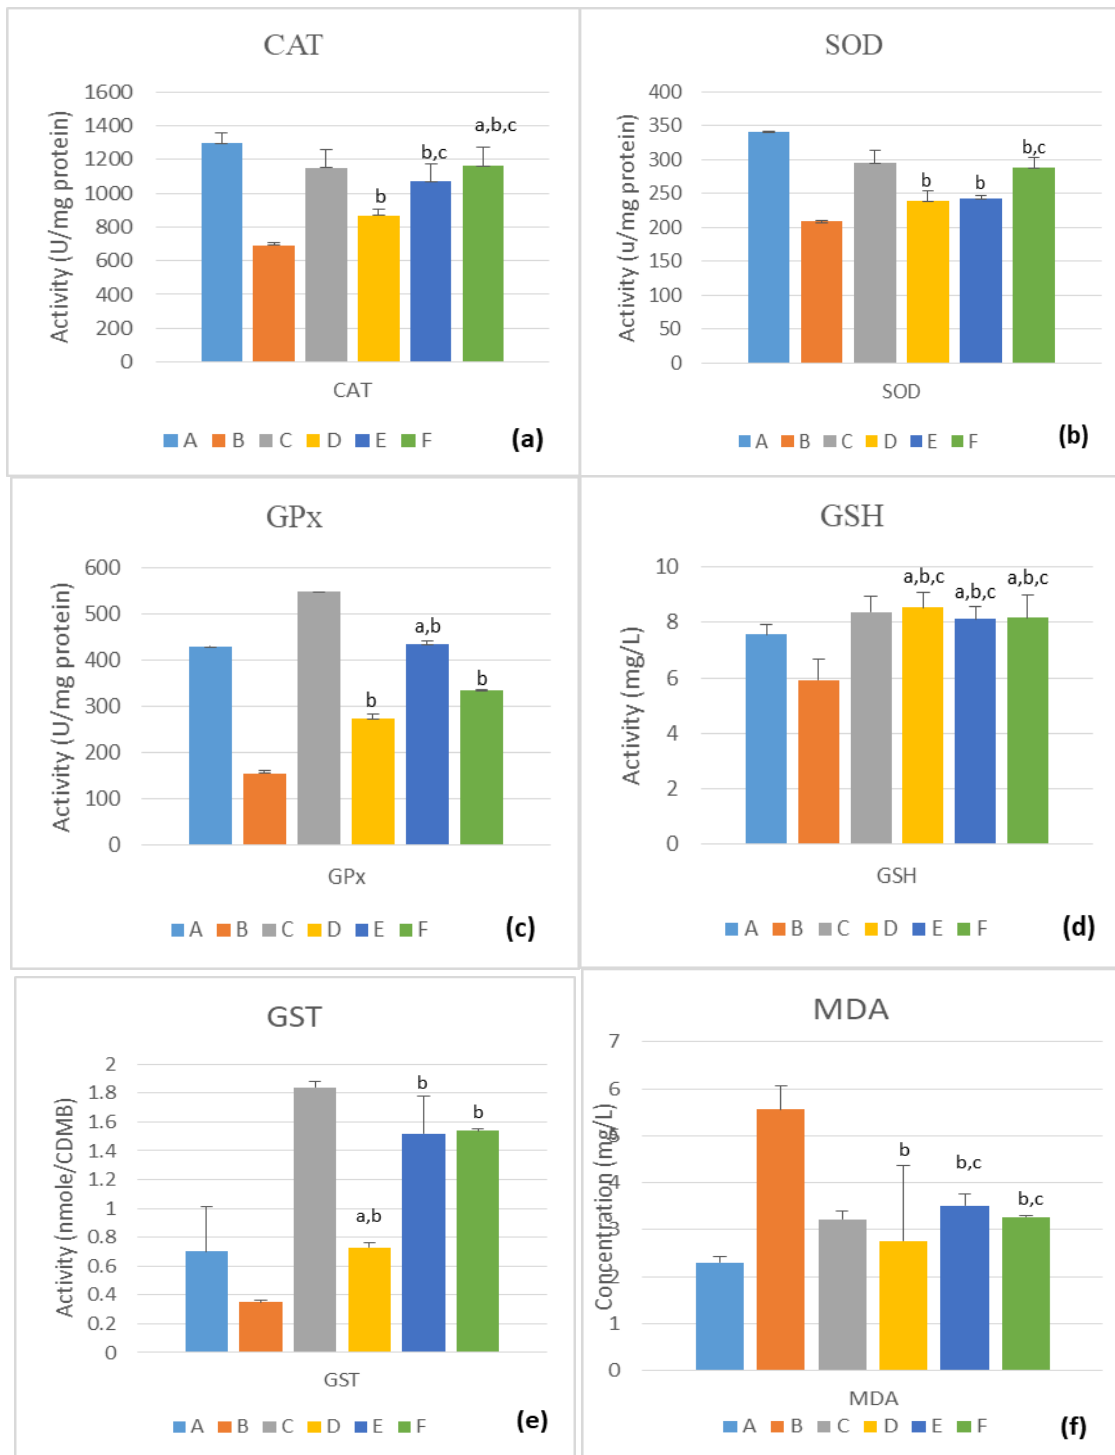 CAT
Activity (U/mg protein)
1600
1400
1200
1000
800
600
400
200
0
a,b,c
b,c
b
CAT
A B C D E F
(a)
SOD
Activity (u/mg protein)
400
350
300
250
200
150
100
50
0
b,c
b b
SOD
A B C D E F
(b)
GPx
Activity (U/mg protein)
600
500
400
300
200
100
0
a,b
b b
GPx
A B C D E F
(c)
GSH
Activity (mg/L)
10
8
6
4
2
0
a,b,c a,b,c a,b,c
GSH
A B C D E F
(d)
GST
Activity (nmole/CDMB)
2
1.8
1.6
1.4
1.2
1
0.8
0.6
0.4
0.2
0
b
b
a,b
GST
A B C D E F
(e)
MDA
Concentration (mg/L)
7
6
5
4
3
2
1
0
b b,c b,c
MDA
A B C D E F
(f)